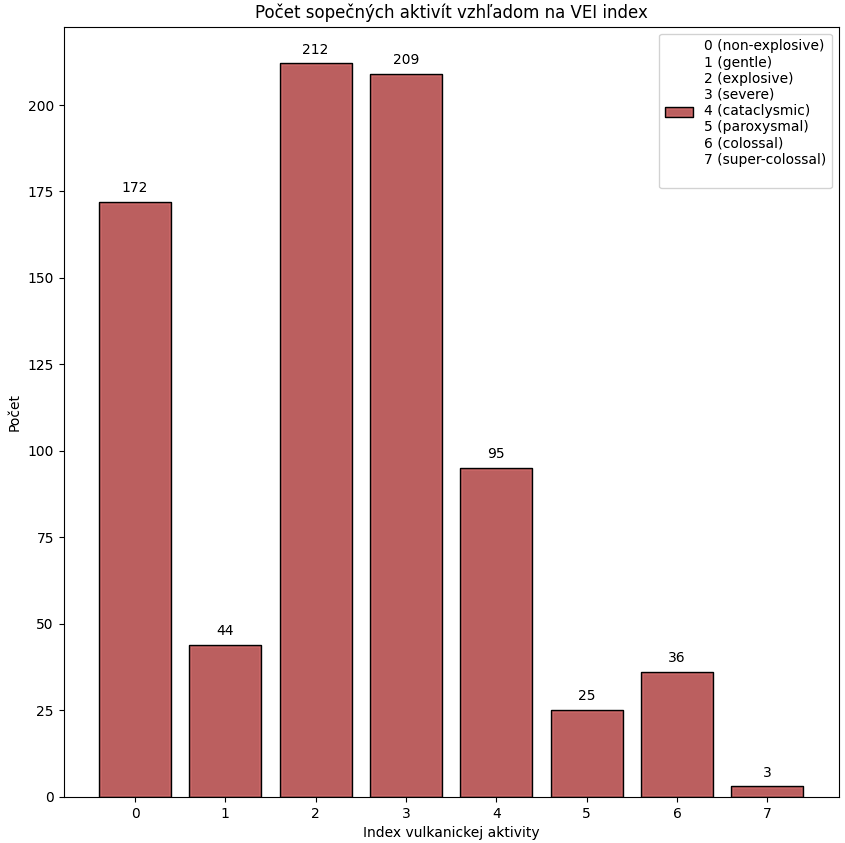 Počet sopečných aktivít vzhľadom na VEI index
0 (non-explosive)
1 (gentle)
2 (explosive)
3 (severe)
4 (cataclysmic)
5 (paroxysmal)
6 (colossal)
7 (super-colossal)
212
209
200
172
175
150
125
Počet
100
95
75
50
44
36
25
25
3
0
0 1 2 3 4 5 6 7
Index vulkanickej aktivity